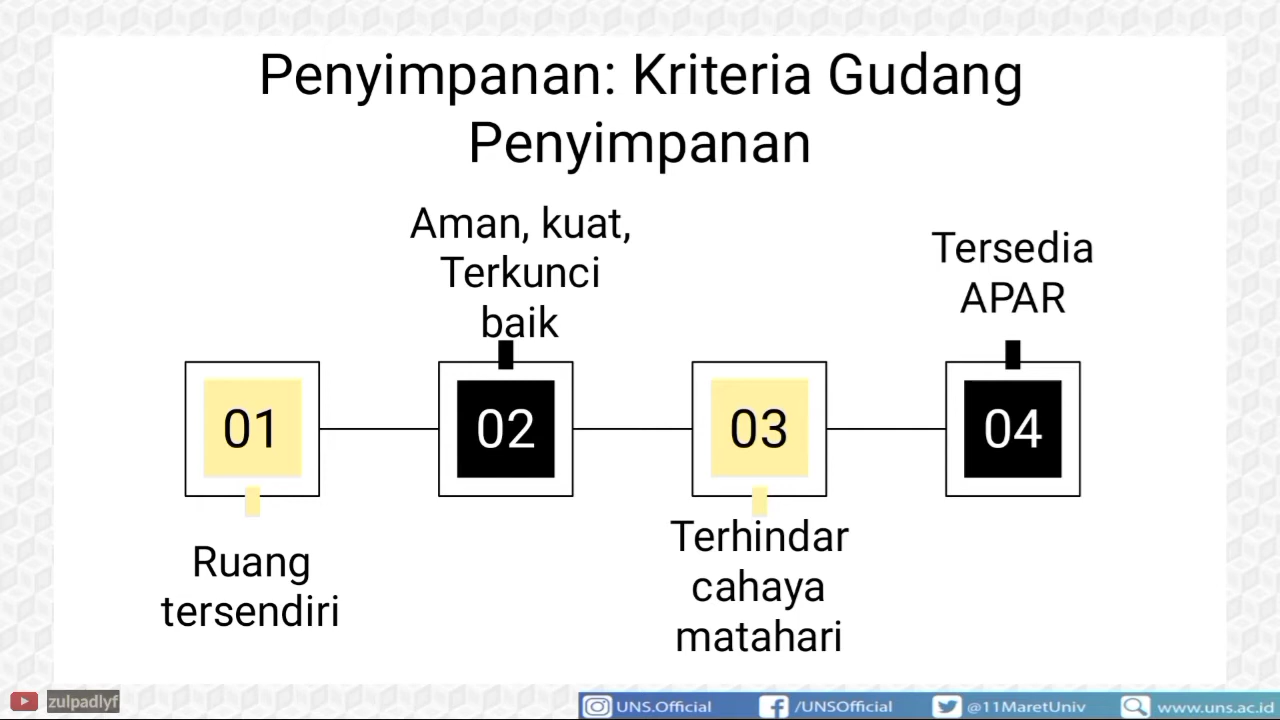 Penyimpanan: Kriteria Gudang
Penyimpanan
Aman, kuat,
Terkunci
baik
Tersedia
APAR
01
02
03
04
Ruang
tersendiri
Terhindar
cahaya
matahari
zulpadlyf
UNS.Official
/UNSOfficial
@11MaretUniv
www.uns.ac.id